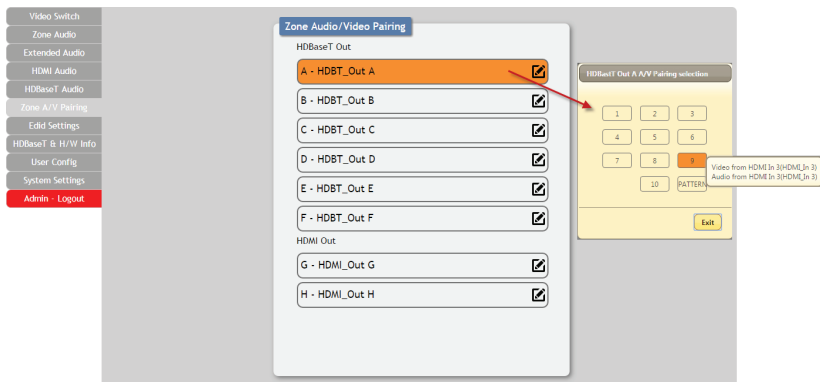 Video Switch
Zone Audio
Extended Audio
HDMI Audio
HDBaseT Audio
Zone A/V Pairing
Edid Settings
HDBaseT & H/W Info
User Config
System Settings
Admin - Logout
Zone Audio/Video Pairing
HDBaseT Out
A - HDBT_Out A
B - HDBT_Out B
C - HDBT_Out C
D - HDBT_Out D
E - HDBT_Out E
F - HDBT_Out F
HDMI Out
G - HDMI_Out G
H - HDMI_Out H
HDBastT Out A A/V Pairing selection
1 2 3
4 5 6
7 8 9
10 PATTERN
Video from HDMI In 3(HDMI_In 3)
Audio from HDMI In 3(HDMI_In 3)
Exit